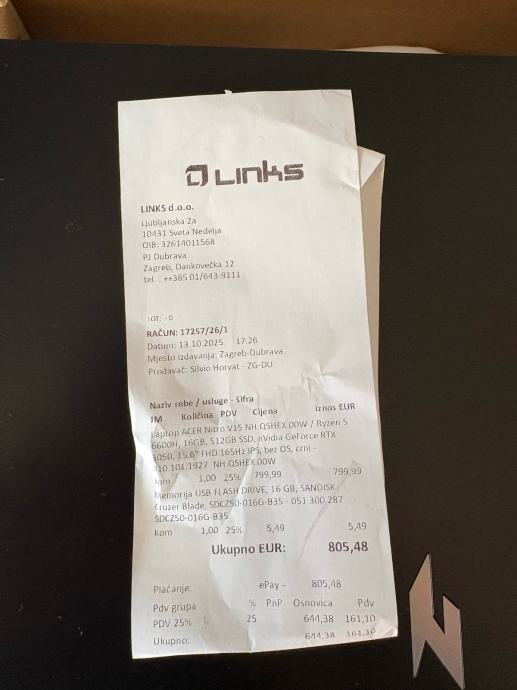 LINKS
LINKS d.o.o.
Ljubljanska 2a
10431 Sveta Nedelja
OIB: 32614011568
PJ Dubrava
Zagreb, Dankovečka 12
tel. : ++385 01/643-9111
IOT: - 0
RAČUN: 17257/26/1
Datum: 13.10.2025. 17:26
Mjesto izdavanja: Zagreb-Dubrava
Prodavač: Silvio Horvat - ZG-DU
Naziv robe / usluge - šifra
JM Količina PDV Cijena Iznos EUR
Laptop ACER Nitro V15 NH.QSHEX.00W / Ryzen 5
6600H, 16GB, 512GB SSD, nVidia GeForce RTX
3050, 15.6" FHD 165Hz IPS, bez OS, crni -
010.101.1927 NH.QSHEX.00W
kom 1,00 25% 799,99 799,99
Memorija USB FLASH DRIVE, 16 GB, SANDISK
Cruzer Blade, SDCZ50-016G-B35 - 051.300.287
SDCZ50-016G-B35
kom 1,00 25% 5,49 5,49
Ukupno EUR: 805,48
Plaćanje: ePay - 805,48
Pdv grupa % PnP Osnovica Pdv
PDV 25% 25 644,38 161,10
Ukupno: 644,38 161,10